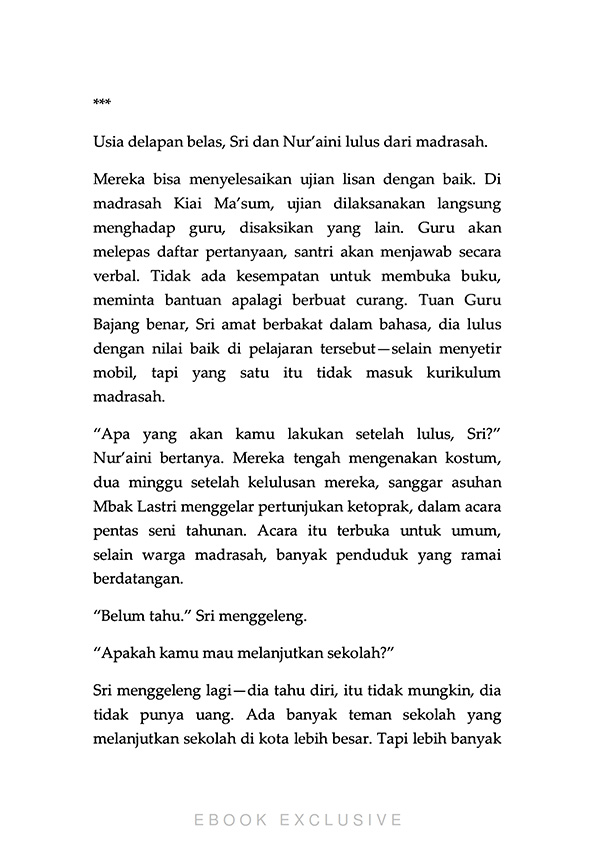 ***
Usia delapan belas, Sri dan Nur’aini lulus dari madrasah.
Mereka bisa menyelesaikan ujian lisan dengan baik. Di
madrasah Kiai Ma’sum, ujian dilaksanakan langsung
menghadap guru, disaksikan yang lain. Guru akan
melepas daftar pertanyaan, santri akan menjawab secara
verbal. Tidak ada kesempatan untuk membuka buku,
meminta bantuan apalagi berbuat curang. Tuan Guru
Bajang benar, Sri amat berbakat dalam bahasa, dia lulus
dengan nilai baik di pelajaran tersebut—selain menyetir
mobil, tapi yang satu itu tidak masuk kurikulum
madrasah.
“Apa yang akan kamu lakukan setelah lulus, Sri?”
Nur’aini bertanya. Mereka tengah mengenakan kostum,
dua minggu setelah kelulusan mereka, sanggar asuhan
Mbak Lastri menggelar pertunjukan ketoprak, dalam acara
pentas seni tahunan. Acara itu terbuka untuk umum,
selain warga madrasah, banyak penduduk yang ramai
berdatangan.
“Belum tahu.” Sri menggeleng.
“Apakah kamu mau melanjutkan sekolah?”
Sri menggeleng lagi—dia tahu diri, itu tidak mungkin, dia
tidak punya uang. Ada banyak teman sekolah yang
melanjutkan sekolah di kota lebih besar. Tapi lebih banyak
EBOOK EXCLUSIVE